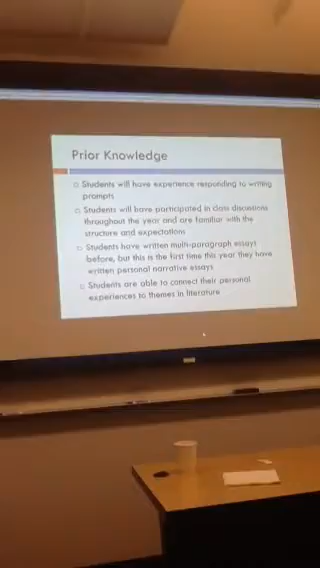 Prior Knowledge
Students will have experience responding to writing
prompts
Students will have participated in class discussions
throughout the year and are familiar with the
structure and expectations
Students have written multi-paragraph essays
before, but this is the first time this year they have
written personal narrative essays
Students are able to connect their personal
experiences to themes in literature